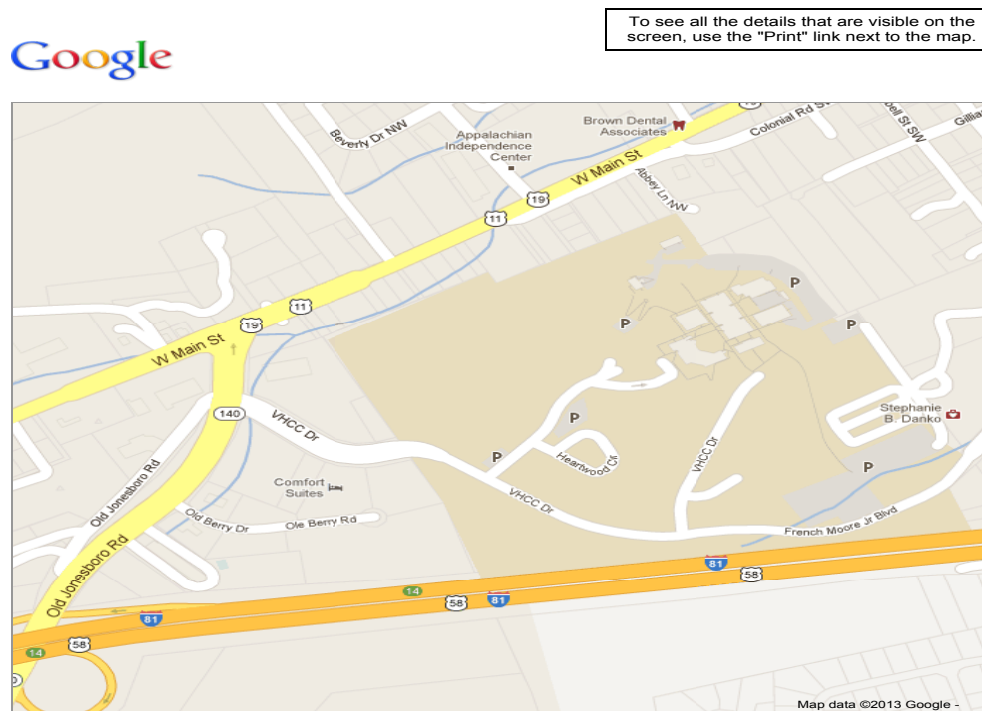 To see all the details that are visible on the
screen, use the "Print" link next to the map.
Google
Beverly Dr NW
Appalachian
Independence
Center
Brown Dental
Associates
Colonial Rd S
dell St SW
Gillia
W Main St
Abbey Ln NW
19
11
11
19
W Main St
P
P
P
140
VHCC Dr
P
Stephanie
B. Danko
Old Jonesboro Rd
Comfort
Suites
P
Heartwood Cir
VHCC Dr
P
VHCC Dr
Old Berry Dr
Ole Berry Rd
French Moore Jr Blvd
Old Jonesboro Rd
81
58
14
58
81
81
58
14
Map data ©2013 Google -